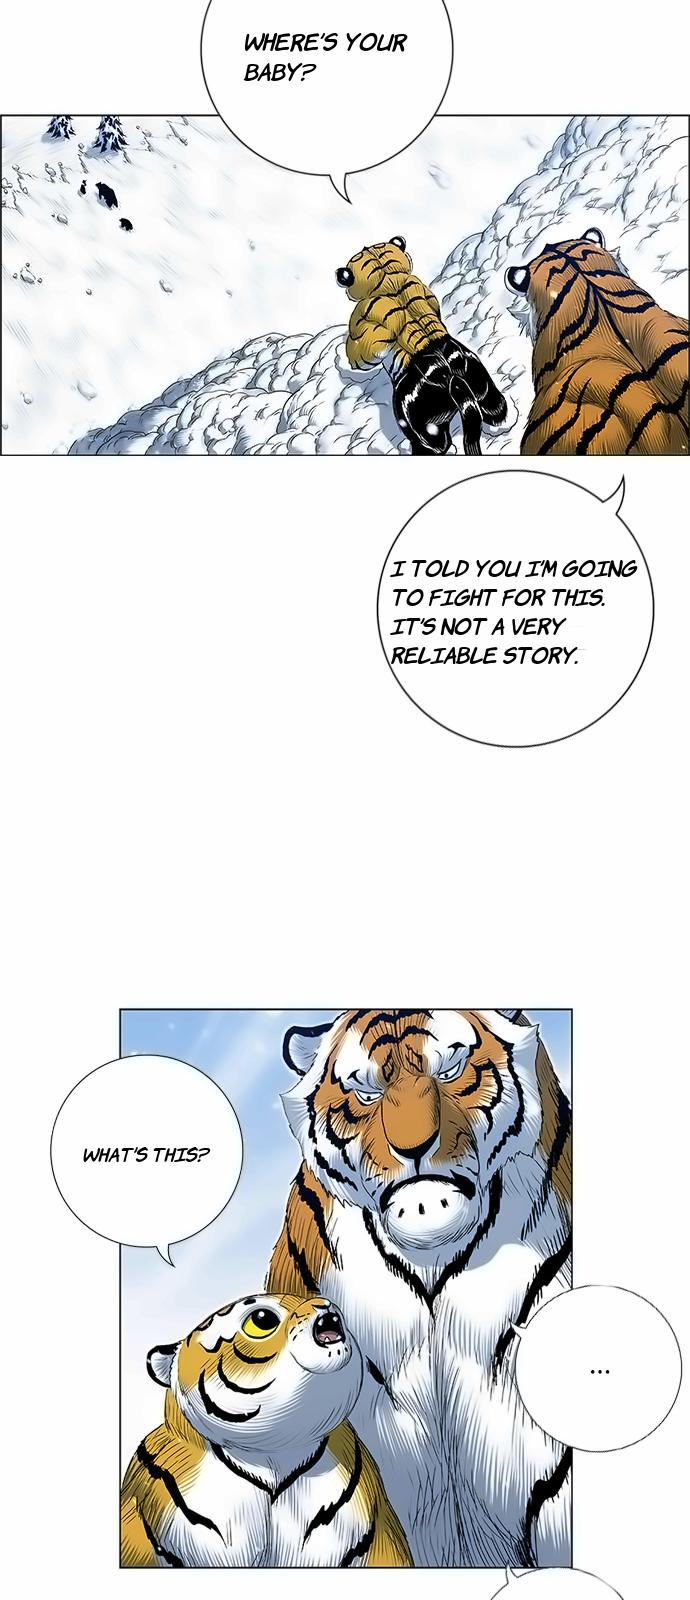 WHERE'S YOUR
BABY?
I TOLD YOU I'M GOING
TO FIGHT FOR THIS.
IT'S NOT A VERY
RELIABLE STORY.
WHAT'S THIS?
...